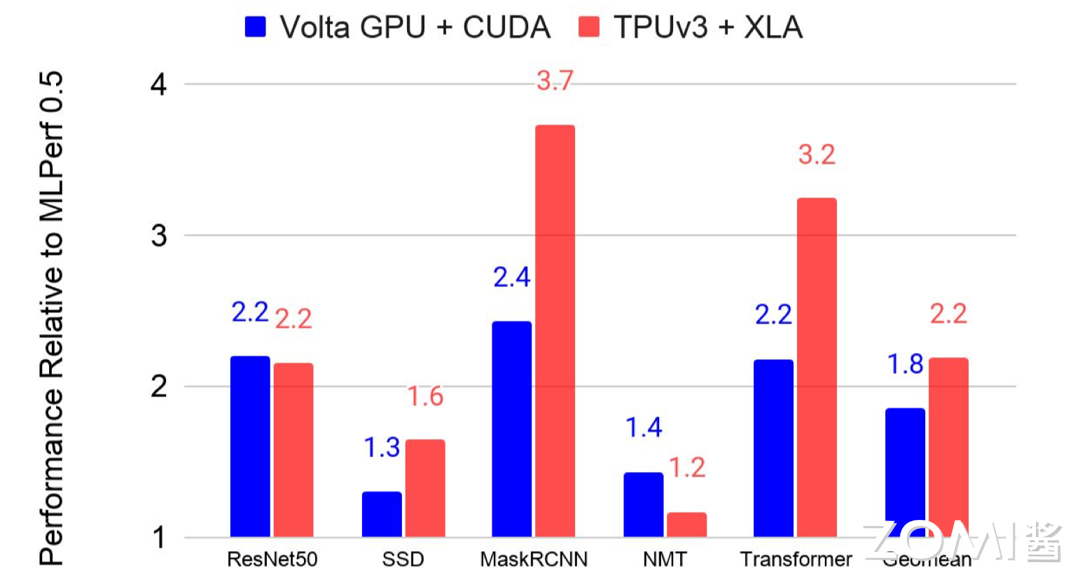 Volta GPU + CUDA TPUv3 + XLA
Performance Relative to MLPerf 0.5
4
3
2
1
2.2 2.2
1.3 1.6
2.4 3.7
1.4 1.2
2.2 3.2
1.8 2.2
ResNet50 SSD MaskRCNN NMT Transformer Geomean
ZOMI酱